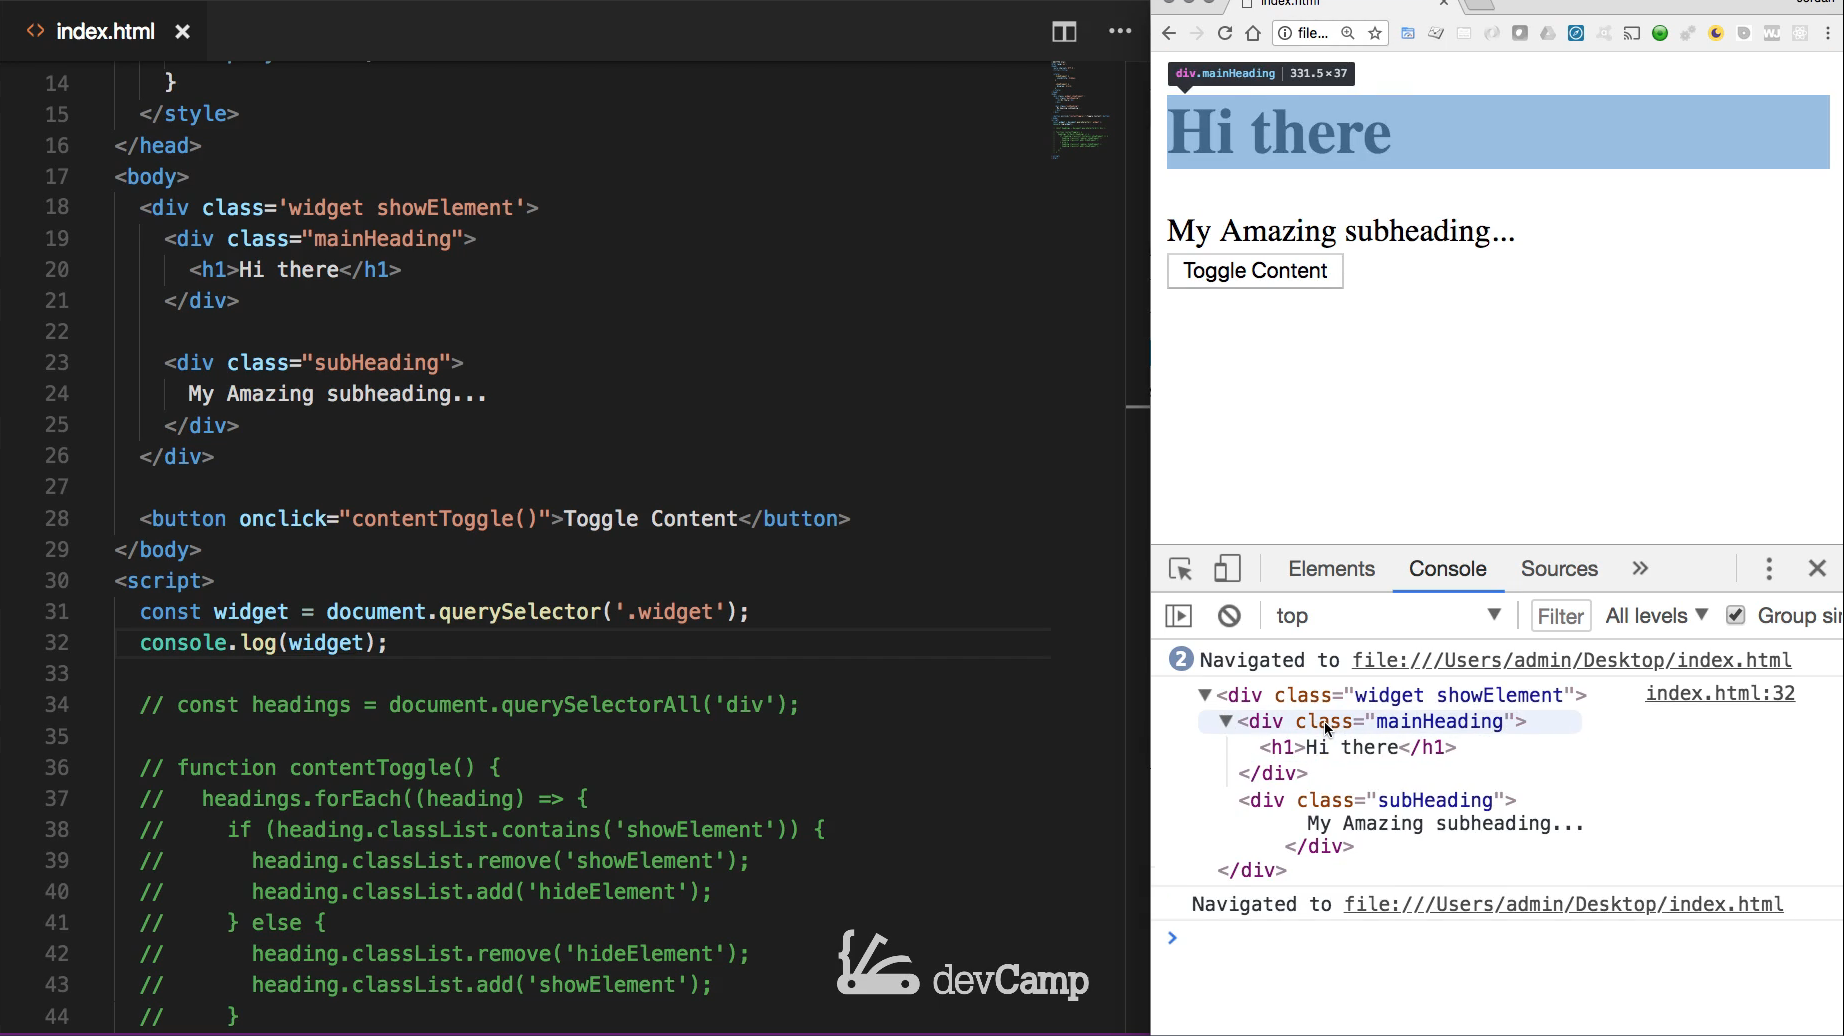 index.html
14 }
15 </style>
16 </head>
17 <body>
18 <div class='widget showElement'>
19 <div class="mainHeading">
20 <h1>Hi there</h1>
21 </div>
22
23 <div class="subHeading">
24 My Amazing subheading...
25 </div>
26 </div>
27
28 <button onclick="contentToggle()">Toggle Content</button>
29 </body>
30 <script>
31 const widget = document.querySelector('.widget');
32 console.log(widget);
33
34 // const headings = document.querySelectorAll('div');
35
36 // function contentToggle() {
37 // headings.forEach((heading) => {
38 // if (heading.classList.contains('showElement')) {
39 // heading.classList.remove('showElement');
40 // heading.classList.add('hideElement');
41 // } else {
42 // heading.classList.remove('hideElement');
43 // heading.classList.add('showElement');
44 // }
devCamp
index.html
Jordan
file...
div.mainHeading 331.5×37
Hi there
My Amazing subheading...
Toggle Content
Elements Console Sources »
top Filter All levels Group sir
2 Navigated to file:///Users/admin/Desktop/index.html
<div class="widget showElement"> index.html:32
<div class="mainHeading">
<h1>Hi there</h1>
</div>
<div class="subHeading">
My Amazing subheading...
</div>
</div>
Navigated to file:///Users/admin/Desktop/index.html